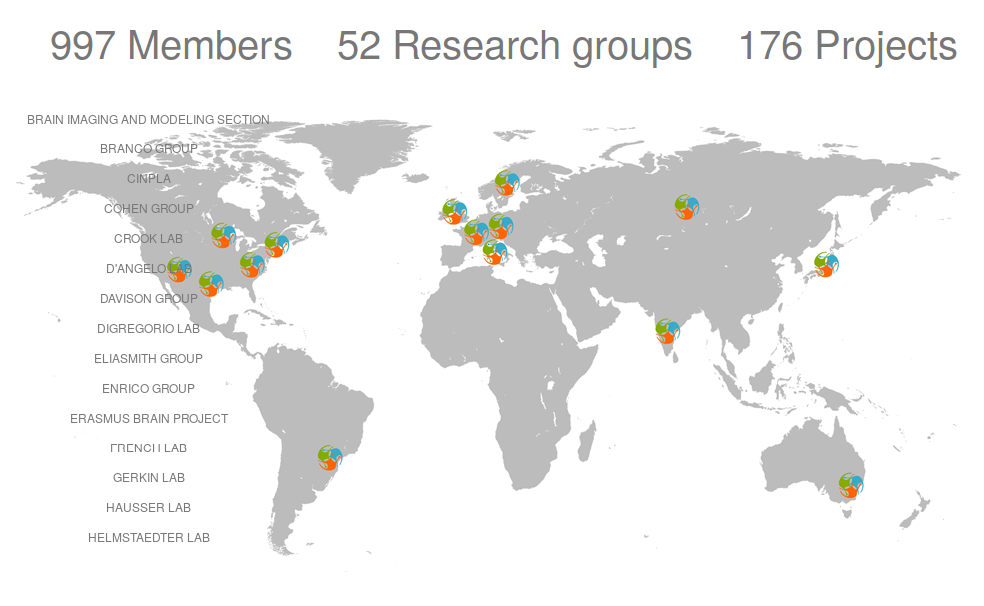 997 Members 52 Research groups 176 Projects
BRAIN IMAGING AND MODELING SECTION
BRANCO GROUP
CINPLA
COHEN GROUP
CROOK LAB
D'ANGELO LAB
DAVISON GROUP
DIGREGORIO LAB
ELIASMITH GROUP
ENRICO GROUP
ERASMUS BRAIN PROJECT
FRENCH LAB
GERKIN LAB
HAUSSER LAB
HELMSTAEDTER LAB